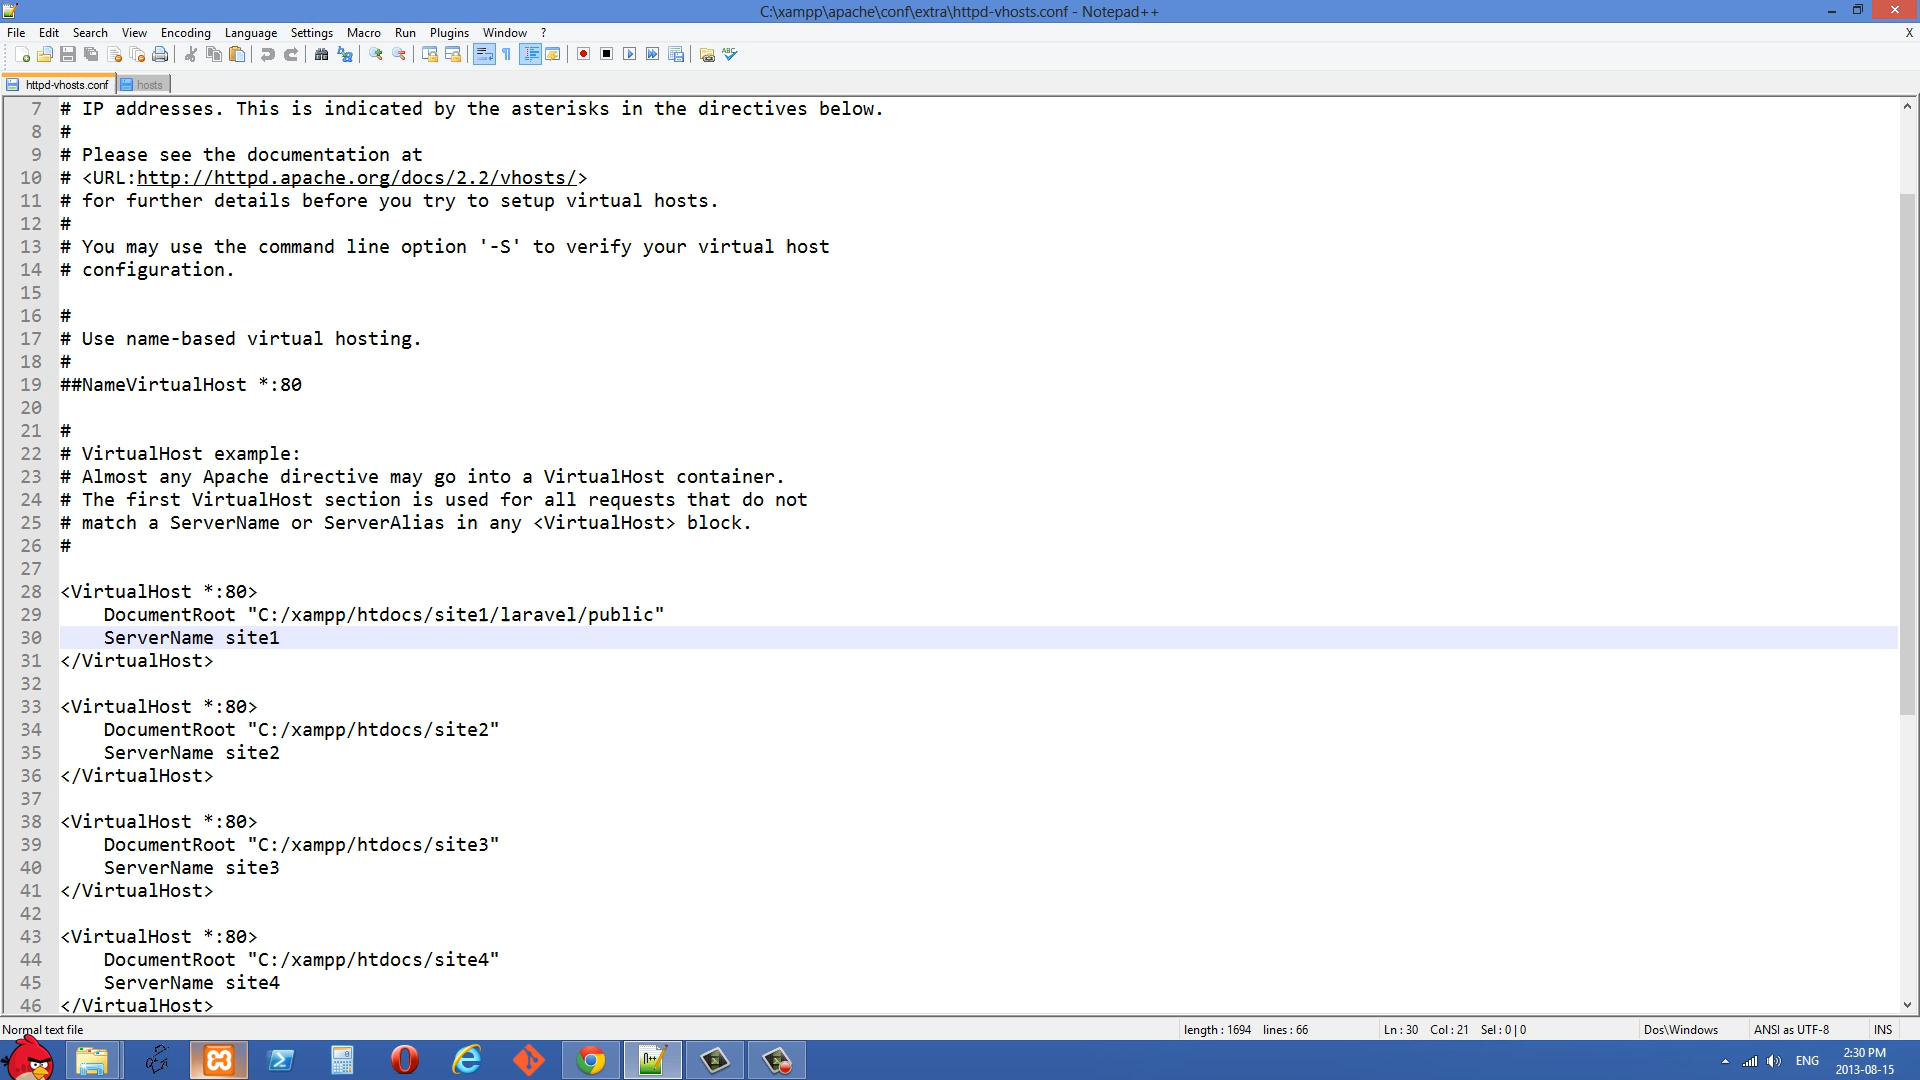 C:\xampp\apache\conf\extra\httpd-vhosts.conf - Notepad++
File Edit Search View Encoding Language Settings Macro Run Plugins Window ? X
httpd-vhosts.conf hosts
7 # IP addresses. This is indicated by the asterisks in the directives below.
8 #
9 # Please see the documentation at
10 # <URL:http://httpd.apache.org/docs/2.2/vhosts/>
11 # for further details before you try to setup virtual hosts.
12 #
13 # You may use the command line option '-S' to verify your virtual host
14 # configuration.
15
16 #
17 # Use name-based virtual hosting.
18 #
19 ##NameVirtualHost *:80
20
21 #
22 # VirtualHost example:
23 # Almost any Apache directive may go into a VirtualHost container.
24 # The first VirtualHost section is used for all requests that do not
25 # match a ServerName or ServerAlias in any <VirtualHost> block.
26 #
27
28 <VirtualHost *:80>
29 DocumentRoot "C:/xampp/htdocs/site1/laravel/public"
30 ServerName site1
31 </VirtualHost>
32
33 <VirtualHost *:80>
34 DocumentRoot "C:/xampp/htdocs/site2"
35 ServerName site2
36 </VirtualHost>
37
38 <VirtualHost *:80>
39 DocumentRoot "C:/xampp/htdocs/site3"
40 ServerName site3
41 </VirtualHost>
42
43 <VirtualHost *:80>
44 DocumentRoot "C:/xampp/htdocs/site4"
45 ServerName site4
46 </VirtualHost>
Normal text file length : 1694 lines : 66 Ln : 30 Col : 21 Sel : 0 | 0 Dos\Windows ANSI as UTF-8 INS
ENG 2:30 PM
2013-08-15